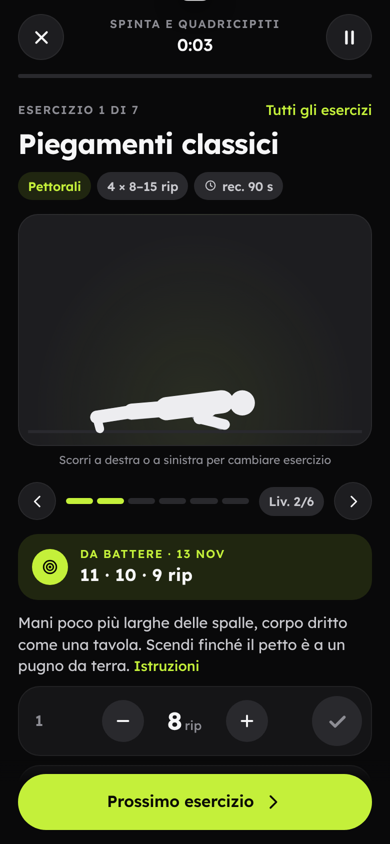 SPINTA E QUADRICIPITI
0:03
ESERCIZIO 1 DI 7
Tutti gli esercizi
Piegamenti classici
Pettorali
4 × 8–15 rip
rec. 90 s
Scorri a destra o a sinistra per cambiare esercizio
Liv. 2/6
DA BATTERE · 13 NOV
11 · 10 · 9 rip
Mani poco più larghe delle spalle, corpo dritto
come una tavola. Scendi finché il petto è a un
pugno da terra. Istruzioni
1
8 rip
Prossimo esercizio